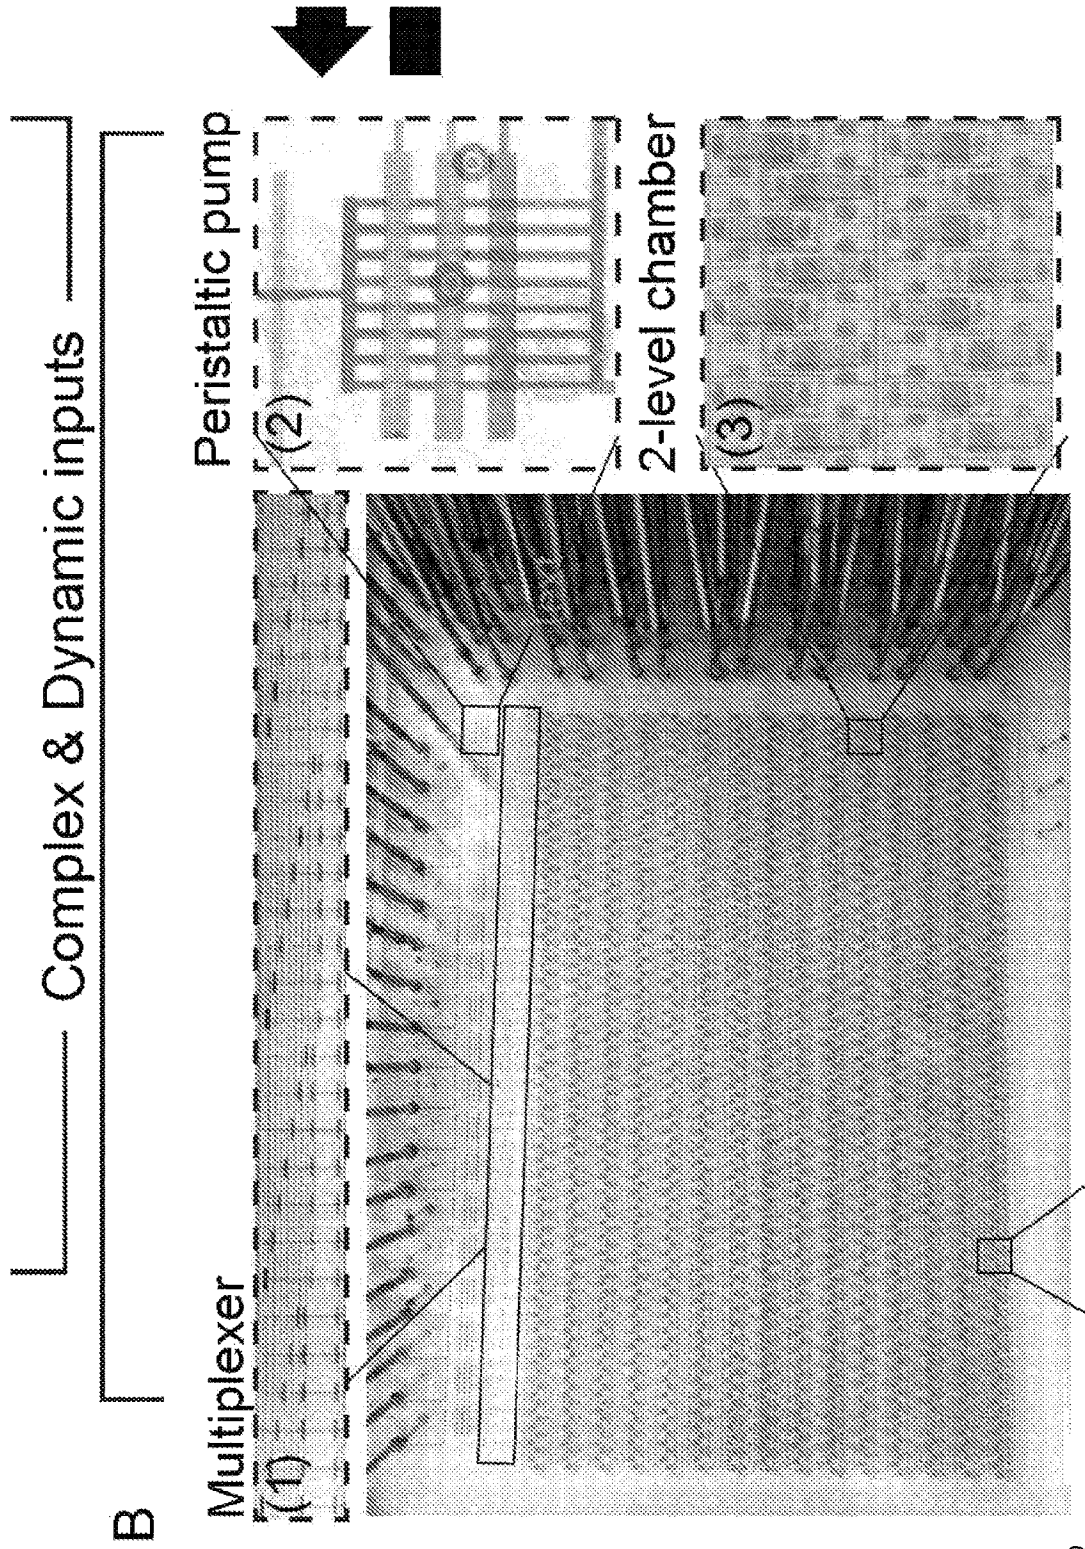 Complex & Dynamic inputs
B
Multiplexer
(1)
Peristaltic pump
(2)
2-level chamber
(3)